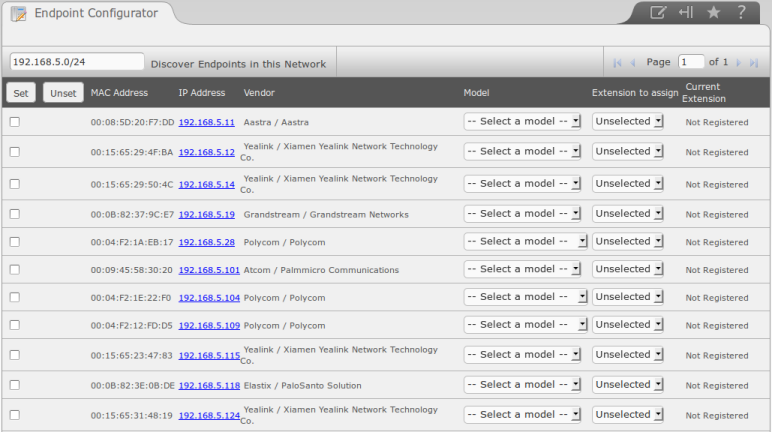 Endpoint Configurator
?
192.168.5.0/24 Discover Endpoints in this Network Page 1 of 1
Set Unset MAC Address IP Address Vendor Model Extension to assign Current Extension
00:08:5D:20:F7:DD 192.168.5.11 Aastra / Aastra -- Select a model -- Unselected Not Registered
00:15:65:29:4F:BA 192.168.5.12 Yealink / Xiamen Yealink Network Technology Co. -- Select a model -- Unselected Not Registered
00:15:65:29:50:4C 192.168.5.14 Yealink / Xiamen Yealink Network Technology Co. -- Select a model -- Unselected Not Registered
00:0B:82:37:9C:E7 192.168.5.19 Grandstream / Grandstream Networks -- Select a model -- Unselected Not Registered
00:04:F2:1A:EB:17 192.168.5.28 Polycom / Polycom -- Select a model -- Unselected Not Registered
00:09:45:58:30:20 192.168.5.101 Atcom / Palmmicro Communications -- Select a model -- Unselected Not Registered
00:04:F2:1E:22:F0 192.168.5.104 Polycom / Polycom -- Select a model -- Unselected Not Registered
00:04:F2:12:FD:D5 192.168.5.109 Polycom / Polycom -- Select a model -- Unselected Not Registered
00:15:65:23:47:83 192.168.5.115 Yealink / Xiamen Yealink Network Technology Co. -- Select a model -- Unselected Not Registered
00:0B:82:3E:0B:DE 192.168.5.118 Elastix / PaloSanto Solution -- Select a model -- Unselected Not Registered
00:15:65:31:48:19 192.168.5.124 Yealink / Xiamen Yealink Network Technology Co. -- Select a model -- Unselected Not Registered